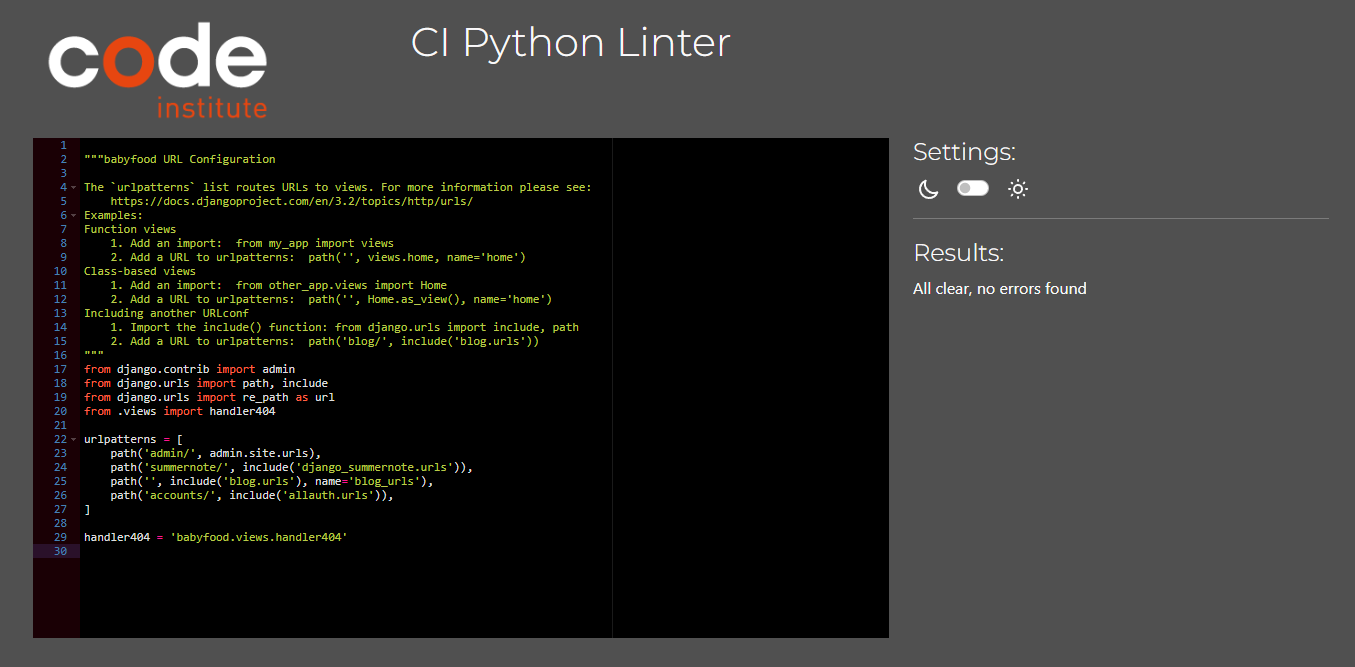 code
institute
CI Python Linter
1
2 """babyfood URL Configuration
3
4 The `urlpatterns` list routes URLs to views. For more information please see:
5     https://docs.djangoproject.com/en/3.2/topics/http/urls/
6 Examples:
7 Function views
8     1. Add an import:  from my_app import views
9     2. Add a URL to urlpatterns:  path('', views.home, name='home')
10 Class-based views
11     1. Add an import:  from other_app.views import Home
12     2. Add a URL to urlpatterns:  path('', Home.as_view(), name='home')
13 Including another URLconf
14     1. Import the include() function: from django.urls import include, path
15     2. Add a URL to urlpatterns:  path('blog/', include('blog.urls'))
16 """
17 from django.contrib import admin
18 from django.urls import path, include
19 from django.urls import re_path as url
20 from .views import handler404
21
22 urlpatterns = [
23     path('admin/', admin.site.urls),
24     path('summernote/', include('django_summernote.urls')),
25     path('', include('blog.urls'), name='blog_urls'),
26     path('accounts/', include('allauth.urls')),
27 ]
28
29 handler404 = 'babyfood.views.handler404'
30
Settings:
Results:
All clear, no errors found